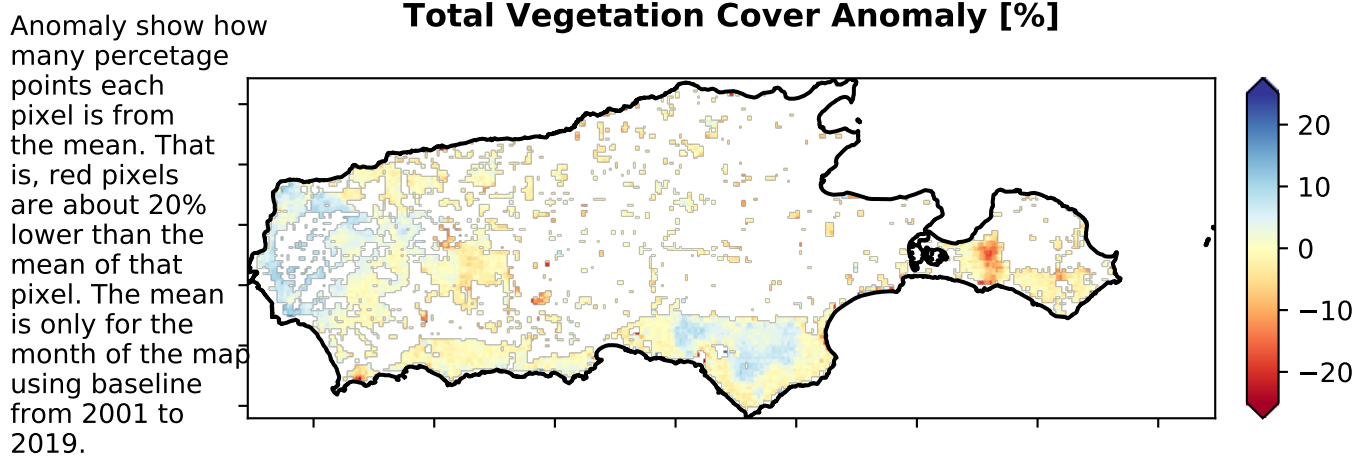 Total Vegetation Cover Anomaly [%]
Anomaly show how
many percetage
points each
pixel is from
the mean. That
is, red pixels
are about 20%
lower than the
mean of that
pixel. The mean
is only for the
month of the map
using baseline
from 2001 to
2019.
20
10
0
−10
−20